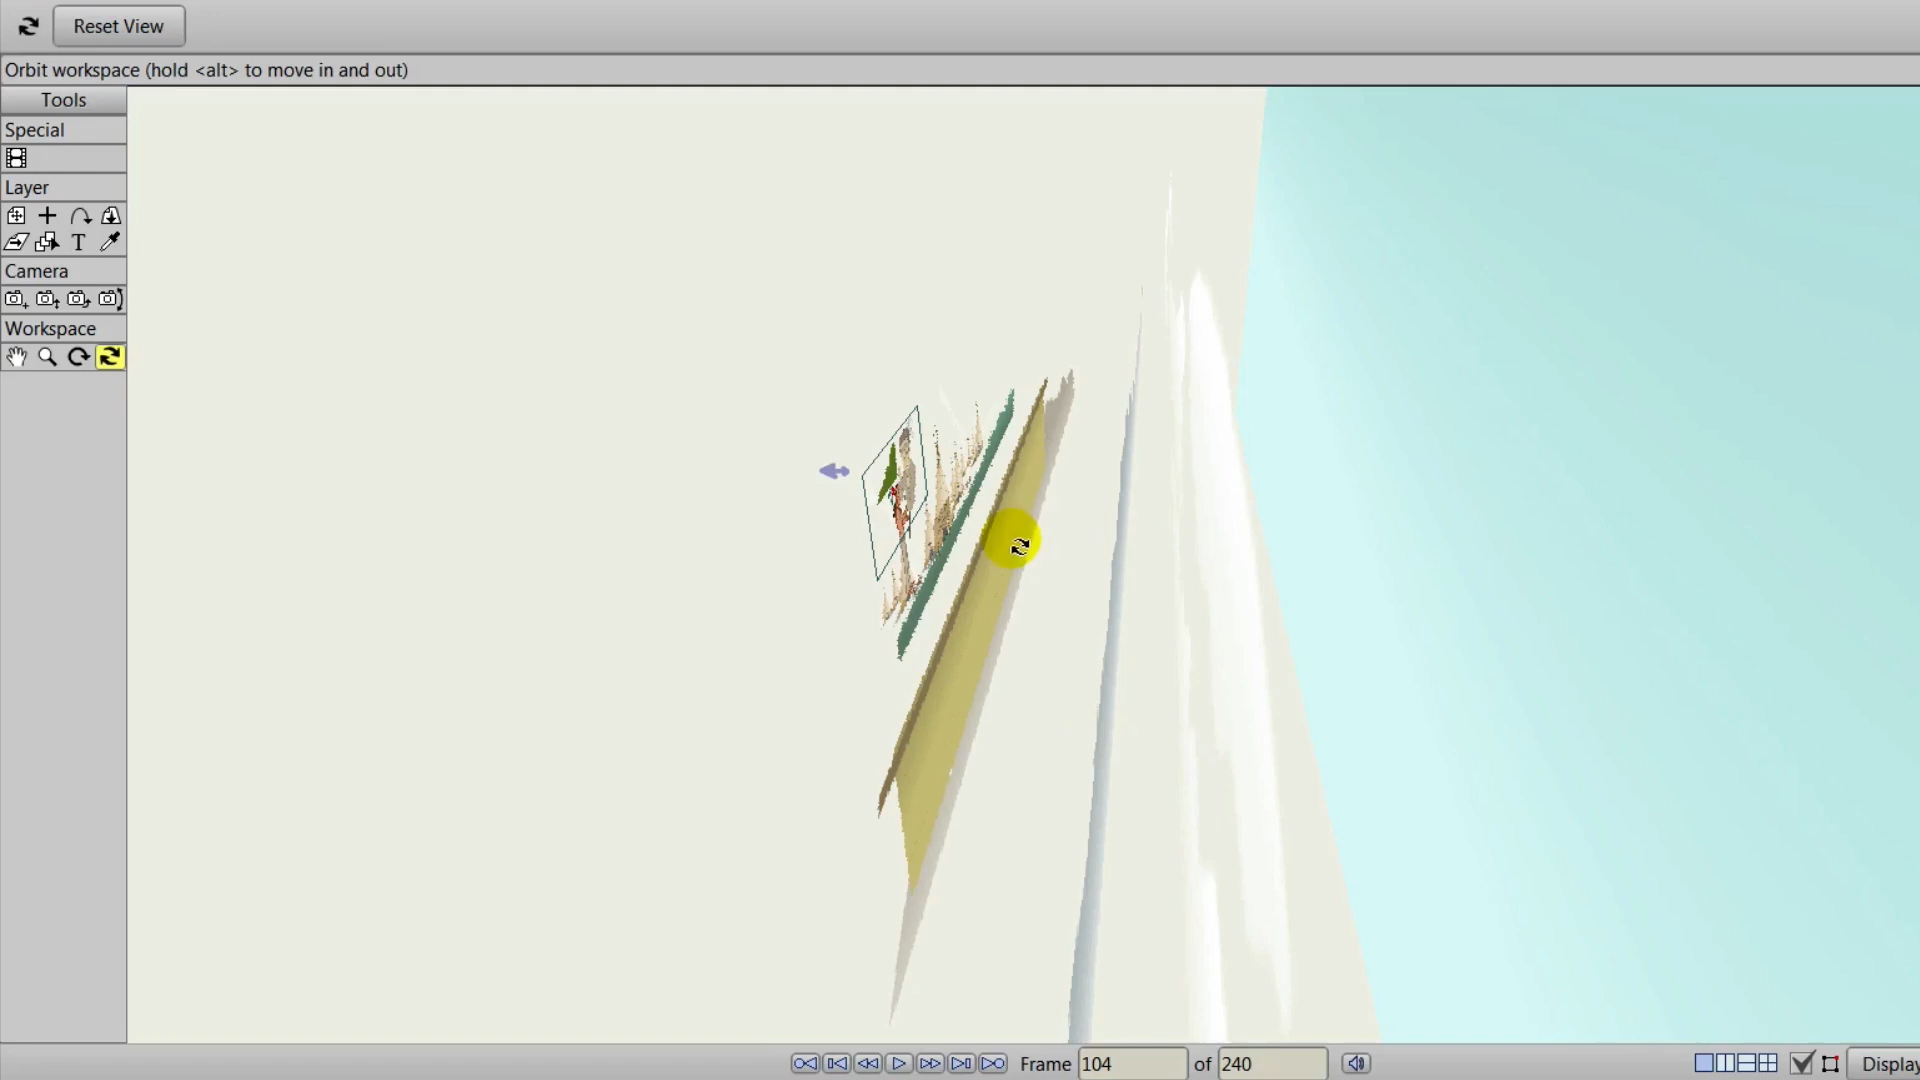 Reset View
Orbit workspace (hold <alt> to move in and out)
Tools
Special
Layer
T
Camera
Workspace
Frame 104 of 240
Display